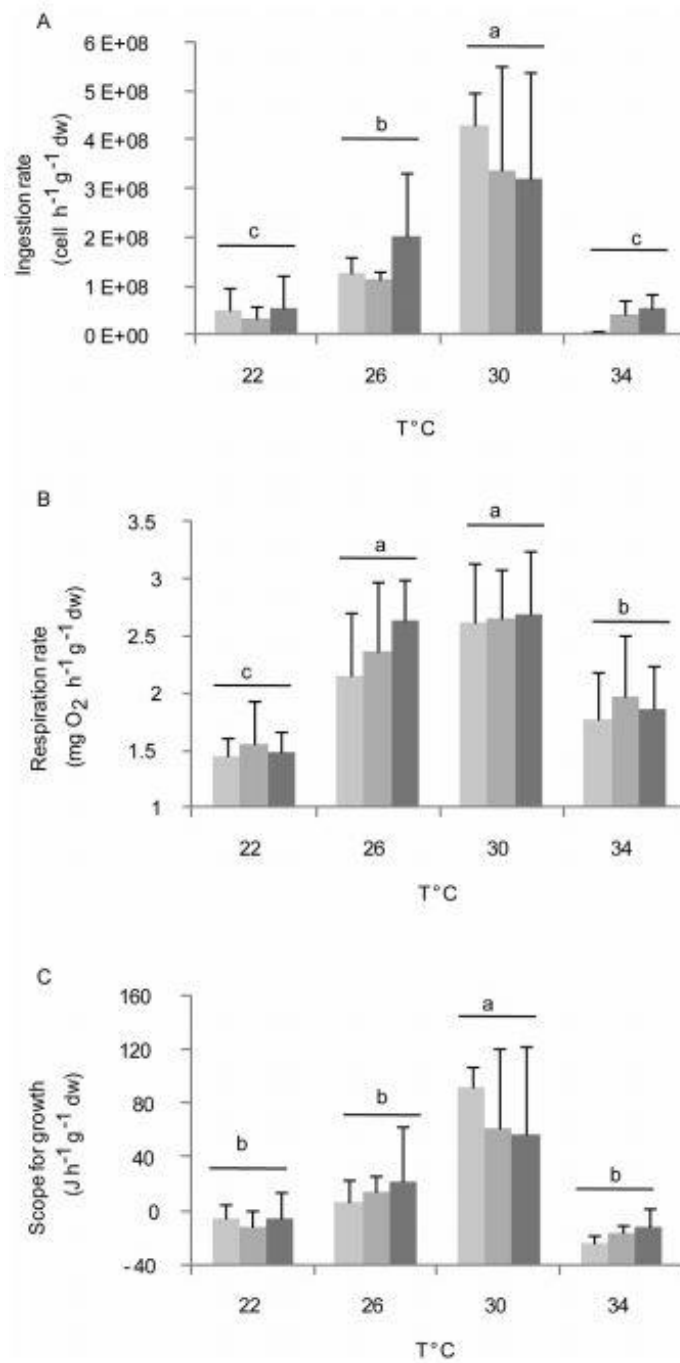 A
6 E+08
5 E+08
4 E+08
3 E+08
2 E+08
1 E+08
0 E+00
Ingestion rate
(cell h⁻¹ g⁻¹ dw)
c
b
a
c
22 26 30 34
T°C
B
3.5
3
2.5
2
1.5
1
Respiration rate
(mg O₂ h⁻¹ g⁻¹ dw)
c
a
a
b
22 26 30 34
T°C
C
160
120
80
40
0
-40
Scope for growth
(J h⁻¹ g⁻¹ dw)
b
b
a
b
22 26 30 34
T°C